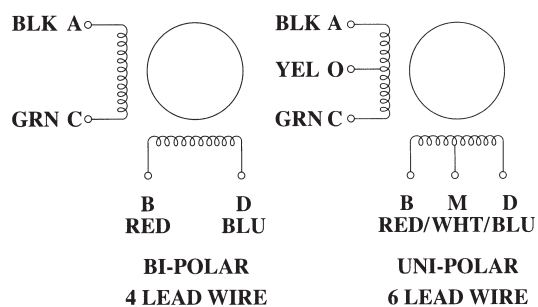 BLK A
GRN C
B D
RED BLU
BI-POLAR
4 LEAD WIRE
BLK A
YEL O
GRN C
B M D
RED/WHT/BLU
UNI-POLAR
6 LEAD WIRE